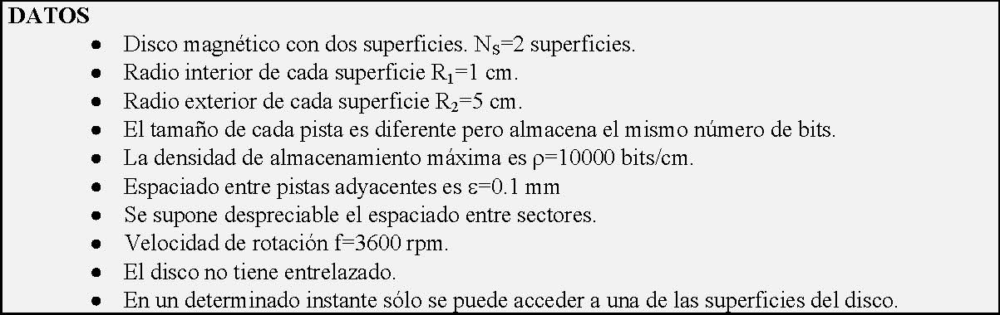 DATOS
• Disco magnético con dos superficies. NS=2 superficies.
• Radio interior de cada superficie R1=1 cm.
• Radio exterior de cada superficie R2=5 cm.
• El tamaño de cada pista es diferente pero almacena el mismo número de bits.
• La densidad de almacenamiento máxima es ρ=10000 bits/cm.
• Espaciado entre pistas adyacentes es ε=0.1 mm
• Se supone despreciable el espaciado entre sectores.
• Velocidad de rotación f=3600 rpm.
• El disco no tiene entrelazado.
• En un determinado instante sólo se puede acceder a una de las superficies del disco.